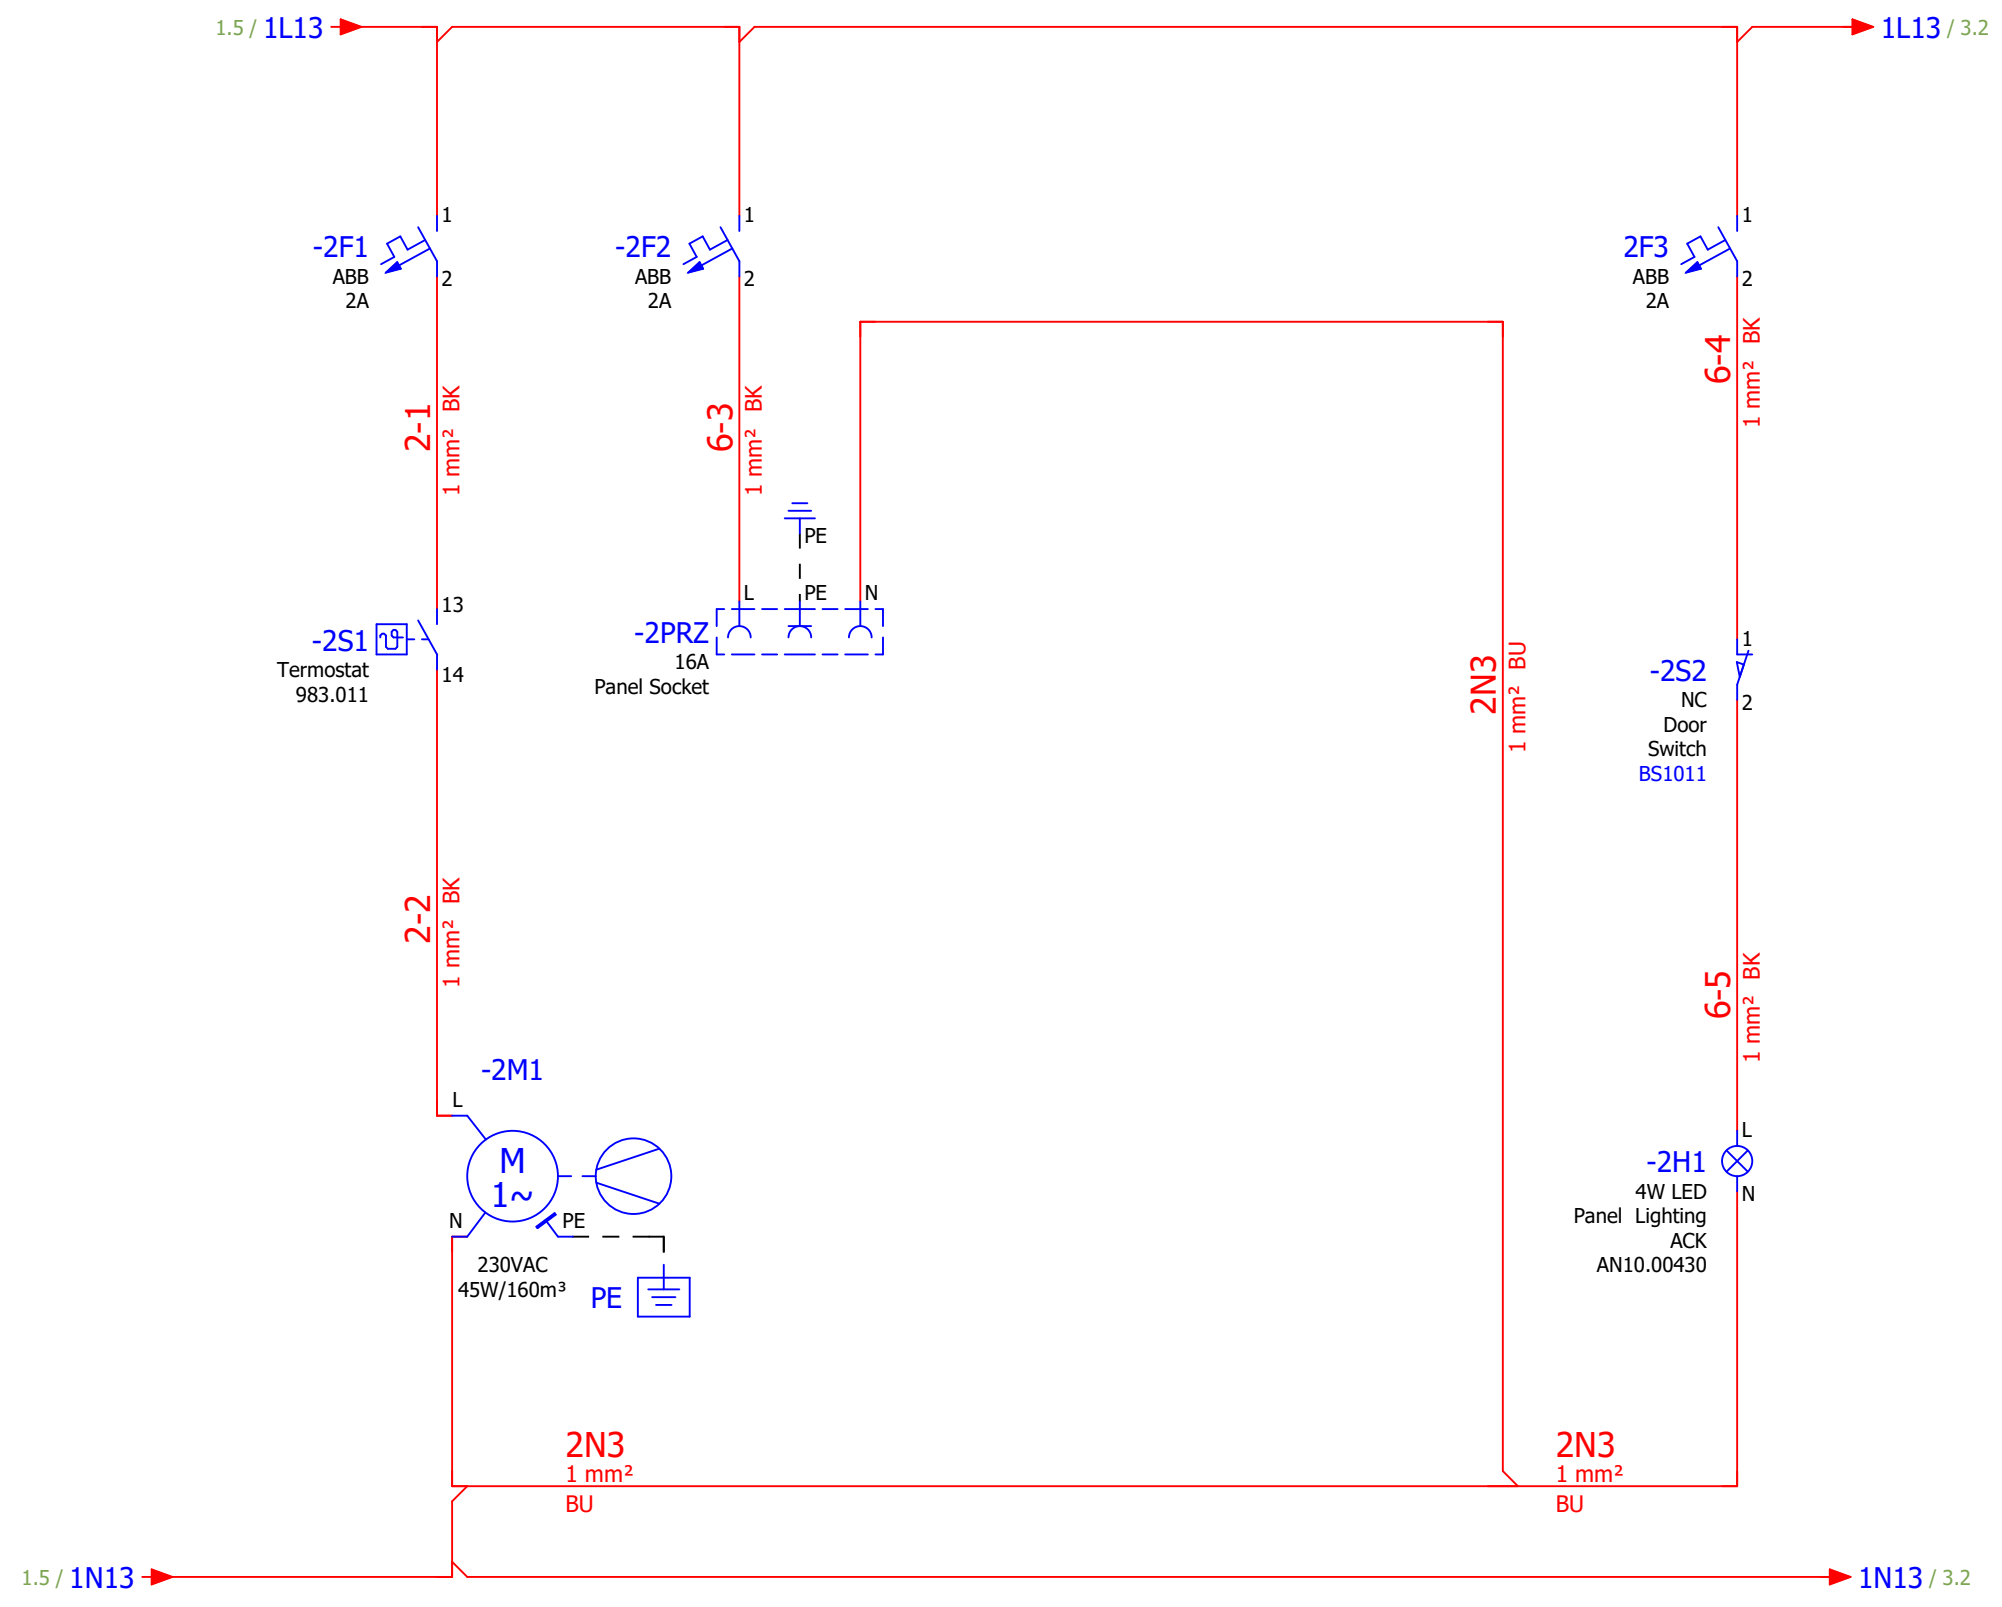 1.5 / 1L13
1L13 / 3.2
1
-2F1
ABB
2A
2
1
-2F2
ABB
2A
2
1
2F3
ABB
2A
2
2-1
1 mm² BK
6-3
1 mm² BK
6-4
1 mm² BK
PE
L
PE
N
-2PRZ
16A
Panel Socket
13
-2S1
Termostat
983.011
14
2N3
1 mm² BU
1
-2S2
NC
Door
Switch
BS1011
2
2-2
1 mm² BK
6-5
1 mm² BK
-2M1
L
M
1~
N
PE
230VAC
45W/160m³
PE
L
-2H1
4W LED
Panel Lighting
ACK
AN10.00430
N
2N3
1 mm²
BU
2N3
1 mm²
BU
1.5 / 1N13
1N13 / 3.2